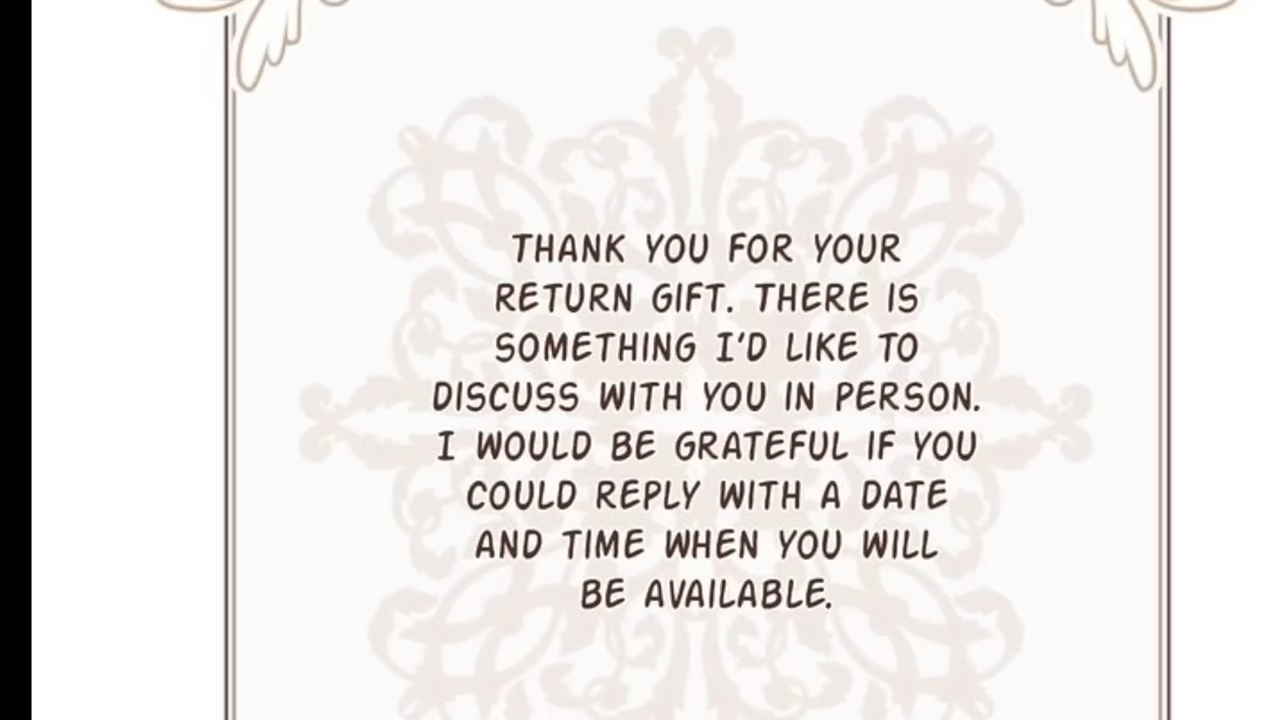 THANK YOU FOR YOUR
RETURN GIFT. THERE IS
SOMETHING I'D LIKE TO
DISCUSS WITH YOU IN PERSON.
I WOULD BE GRATEFUL IF YOU
COULD REPLY WITH A DATE
AND TIME WHEN YOU WILL
BE AVAILABLE.